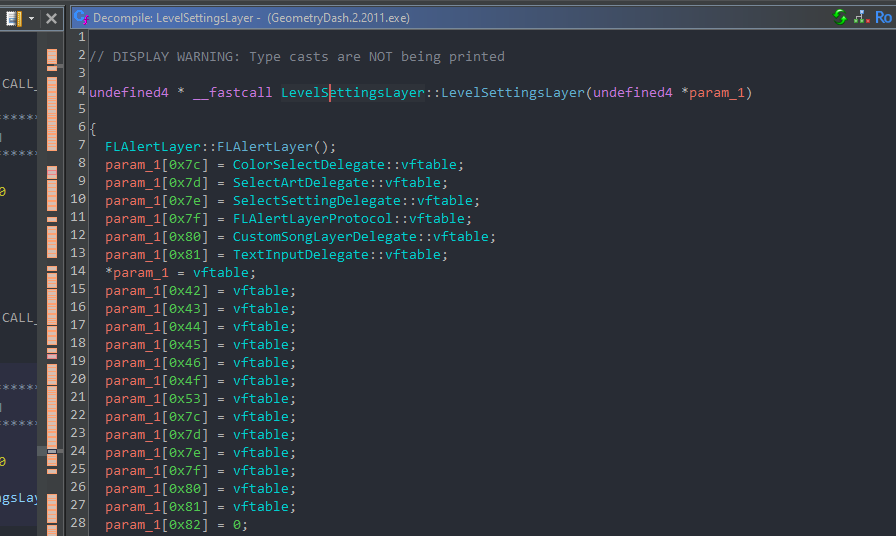 Decompile: LevelSettingsLayer - (GeometryDash.2.2011.exe)
Ro
1
2 // DISPLAY WARNING: Type casts are NOT being printed
3
4 undefined4 * __fastcall LevelSettingsLayer::LevelSettingsLayer(undefined4 *param_1)
5
6 {
7 FLAlertLayer::FLAlertLayer();
8 param_1[0x7c] = ColorSelectDelegate::vftable;
9 param_1[0x7d] = SelectArtDelegate::vftable;
10 param_1[0x7e] = SelectSettingDelegate::vftable;
11 param_1[0x7f] = FLAlertLayerProtocol::vftable;
12 param_1[0x80] = CustomSongLayerDelegate::vftable;
13 param_1[0x81] = TextInputDelegate::vftable;
14 *param_1 = vftable;
15 param_1[0x42] = vftable;
16 param_1[0x43] = vftable;
17 param_1[0x44] = vftable;
18 param_1[0x45] = vftable;
19 param_1[0x46] = vftable;
20 param_1[0x4f] = vftable;
21 param_1[0x53] = vftable;
22 param_1[0x7c] = vftable;
23 param_1[0x7d] = vftable;
24 param_1[0x7e] = vftable;
25 param_1[0x7f] = vftable;
26 param_1[0x80] = vftable;
27 param_1[0x81] = vftable;
28 param_1[0x82] = 0;
CALL_
*****
*****
0
CALL_
*****
*****
0
ngsLay